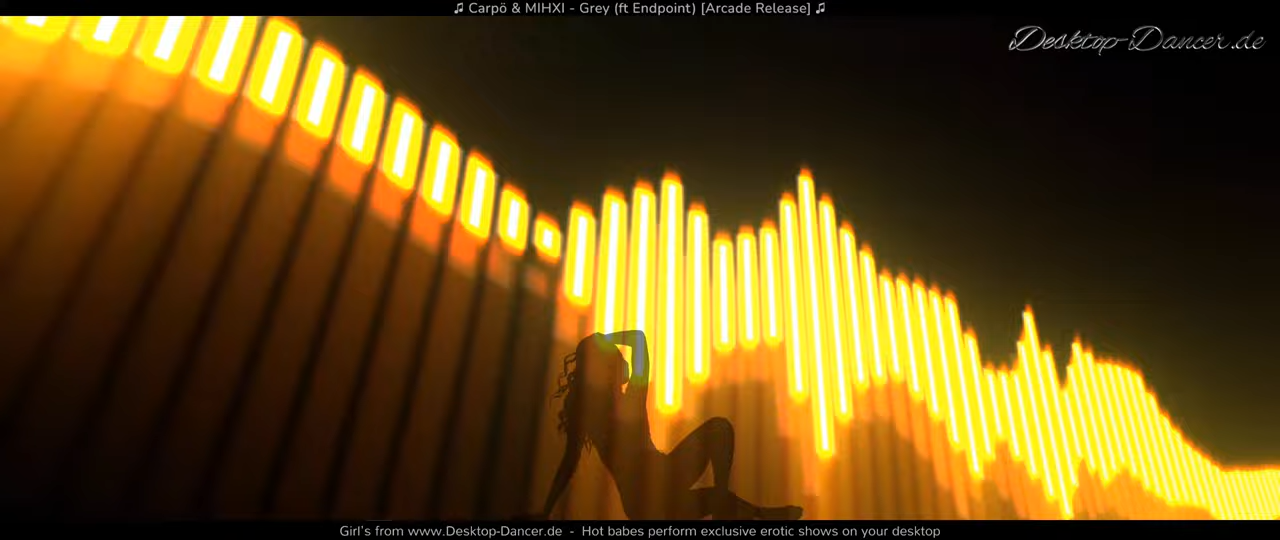 ♫ Carpö & MIHXI - Grey (ft Endpoint) [Arcade Release] ♫
Desktop-Dancer.de
Girl's from www.Desktop-Dancer.de - Hot babes perform exclusive erotic shows on your desktop